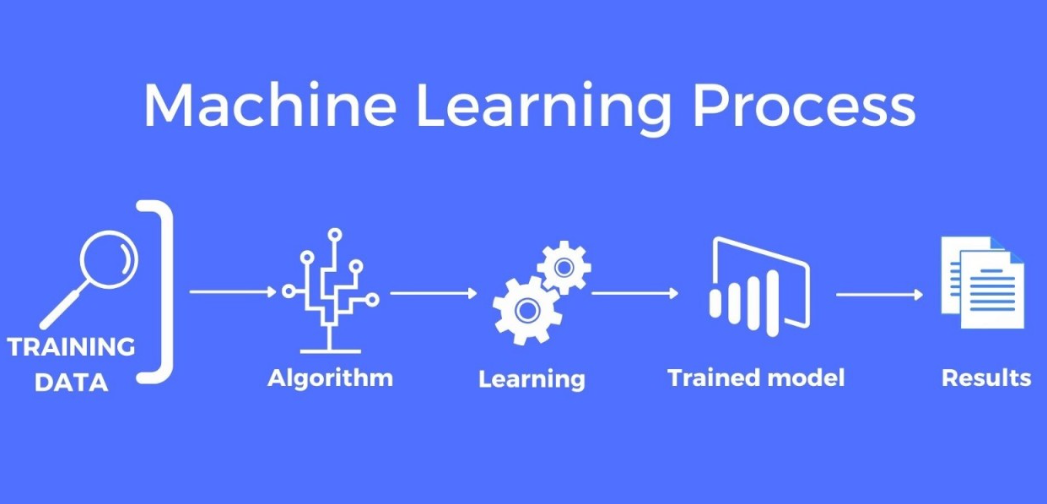 Machine Learning Process
TRAINING
DATA
Algorithm
Learning
Trained model
Results